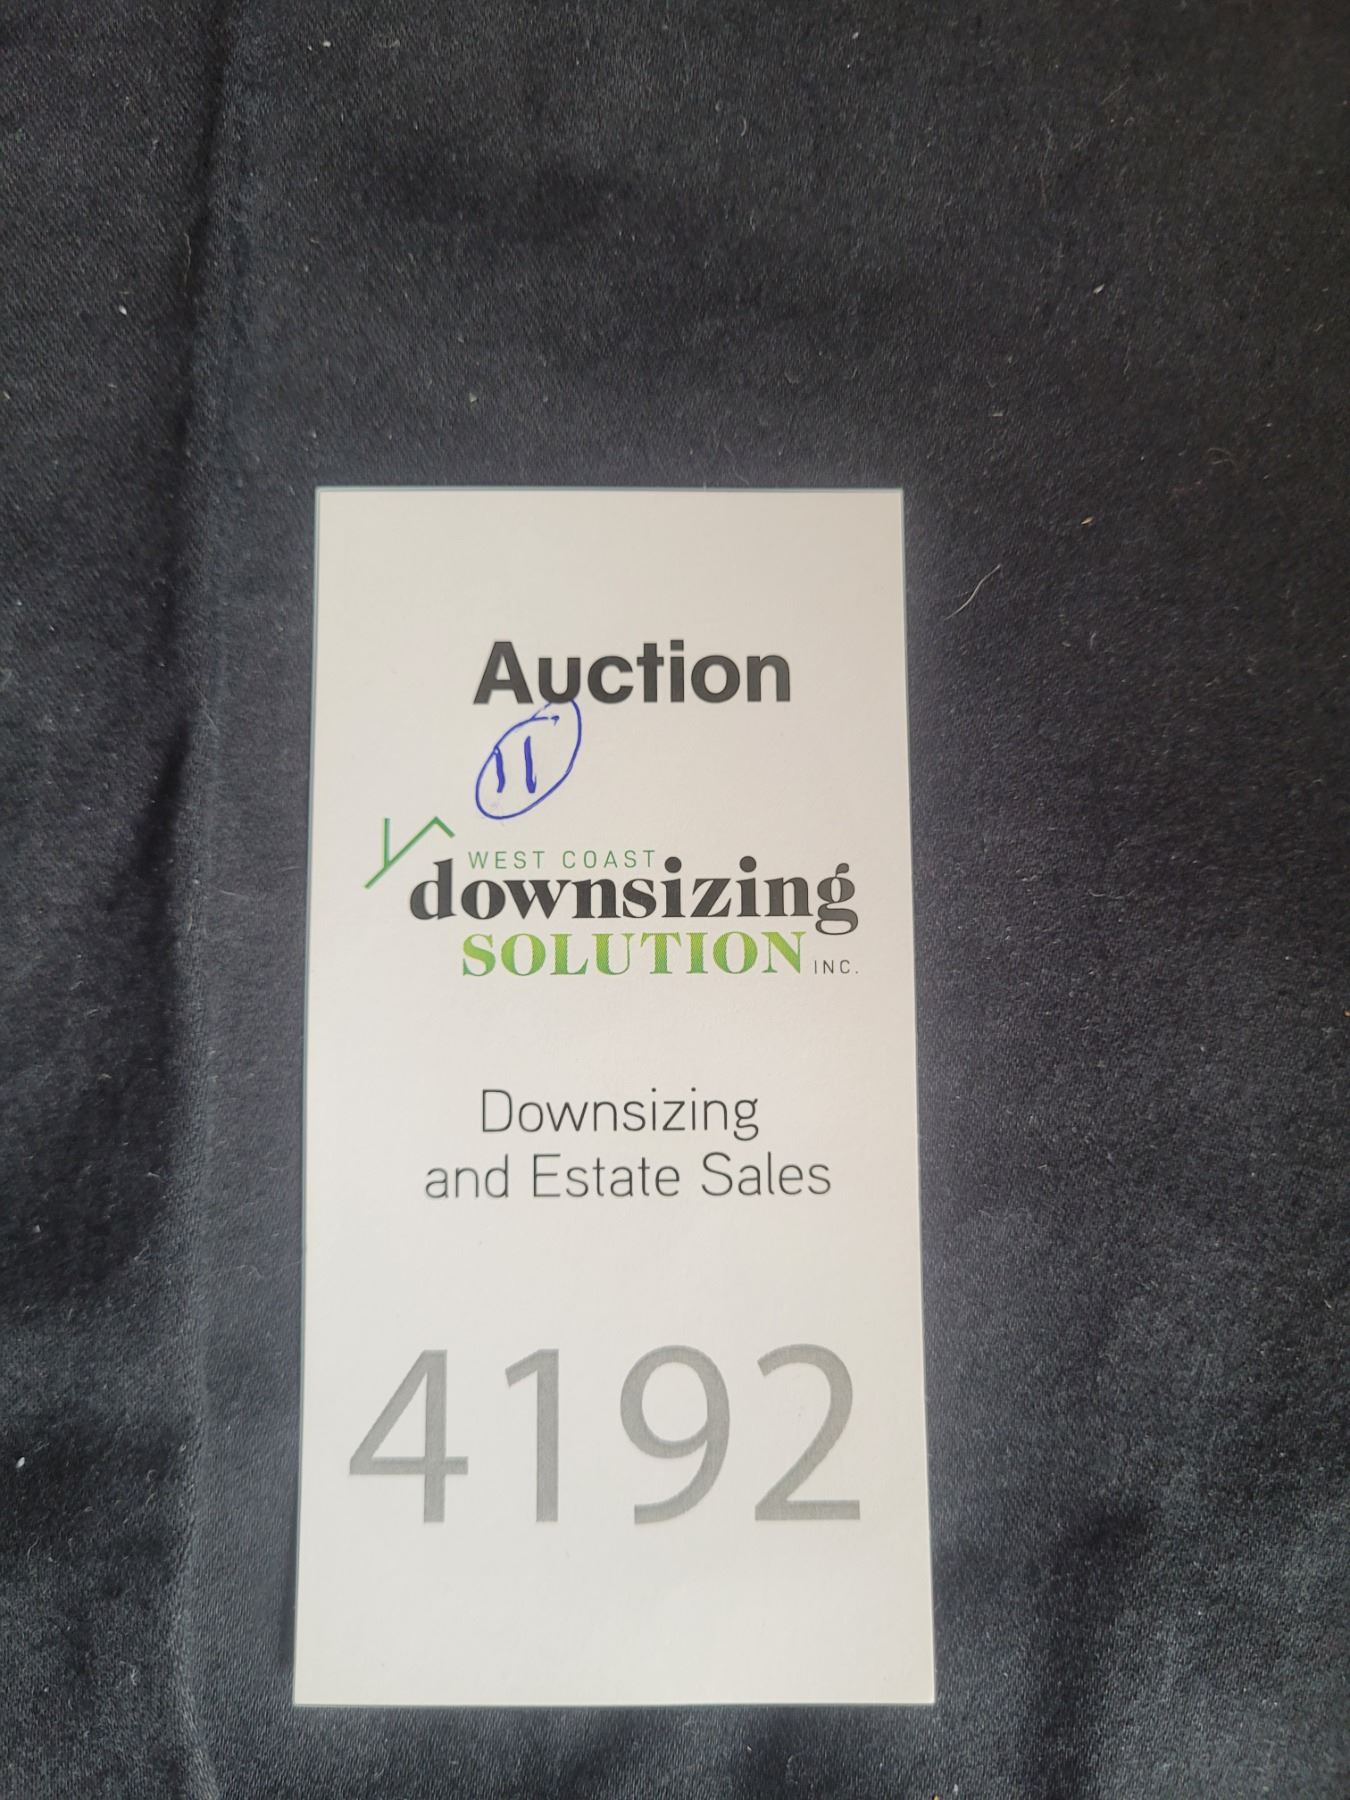 Auction
11
WEST COAST
downsizing
SOLUTION INC.
Downsizing
and Estate Sales
4192